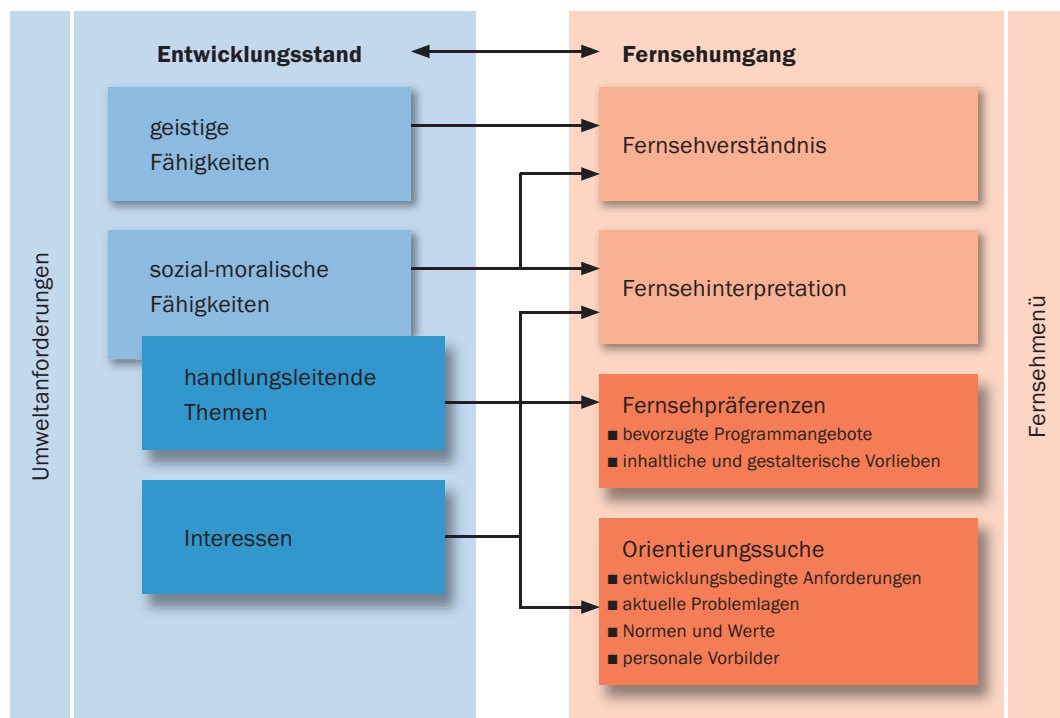 Umweltanforderungen
Entwicklungsstand
geistige
Fähigkeiten
sozial-moralische
Fähigkeiten
handlungsleitende
Themen
Interessen
Fernsehumgang
Fernsehverständnis
Fernsehinterpretation
Fernsehpräferenzen
■ bevorzugte Programmangebote
■ inhaltliche und gestalterische Vorlieben
Orientierungssuche
■ entwicklungsbedingte Anforderungen
■ aktuelle Problemlagen
■ Normen und Werte
■ personale Vorbilder
Fernsehmenü